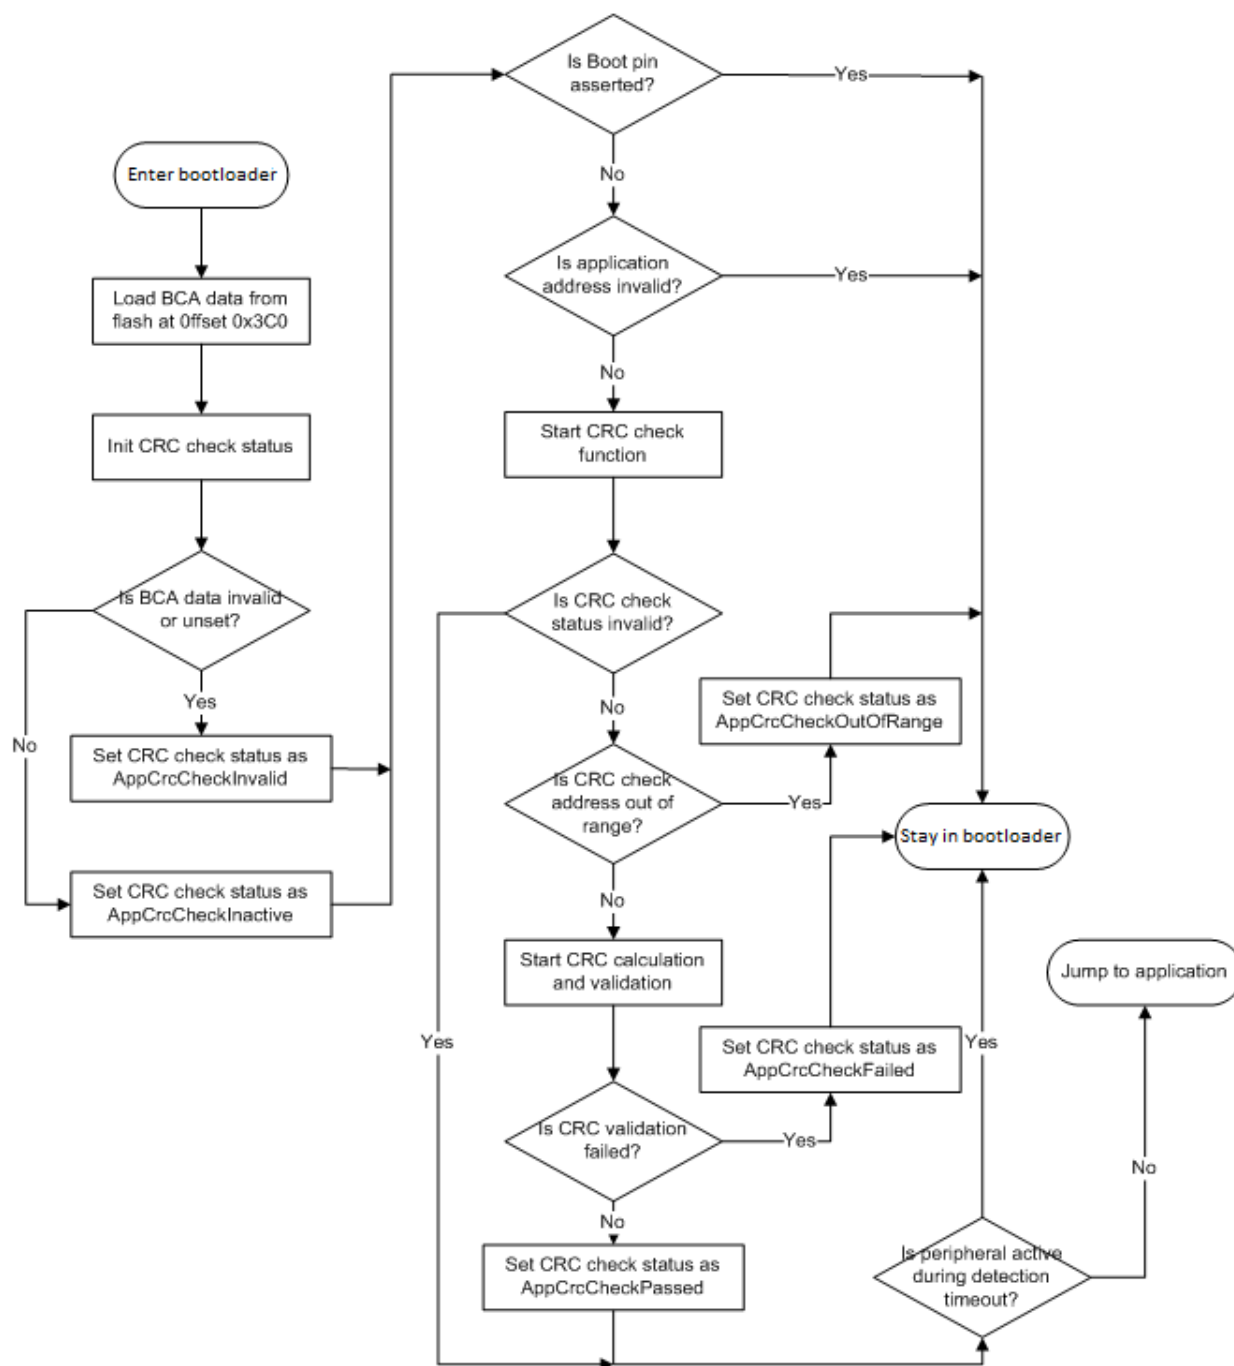 Enter bootloader
Load BCA data from
flash at 0ffset 0x3C0
Init CRC check status
Is BCA data invalid
or unset?
Yes
No
Set CRC check status as
AppCrcCheckInvalid
Set CRC check status as
AppCrcCheckInactive
Is Boot pin
asserted?
Yes
No
Is application
address invalid?
Yes
No
Start CRC check
function
Is CRC check
status invalid?
Yes
No
Is CRC check
address out of
range?
Yes
Set CRC check status as
AppCrcCheckOutOfRange
No
Start CRC calculation
and validation
Is CRC validation
failed?
Yes
Set CRC check status as
AppCrcCheckFailed
No
Set CRC check status as
AppCrcCheckPassed
Stay in bootloader
Is peripheral active
during detection
timeout?
Yes
No
Jump to application